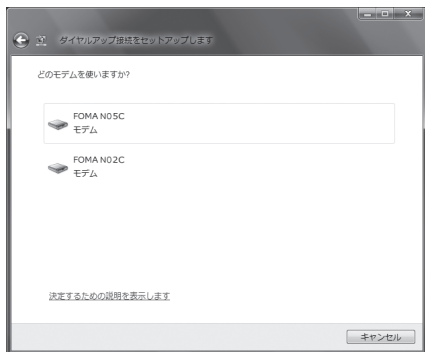 ダイヤルアップ接続をセットアップします
どのモデムを使いますか?
FOMA N05C
モデム
FOMA N02C
モデム
決定するための説明を表示します
キャンセル